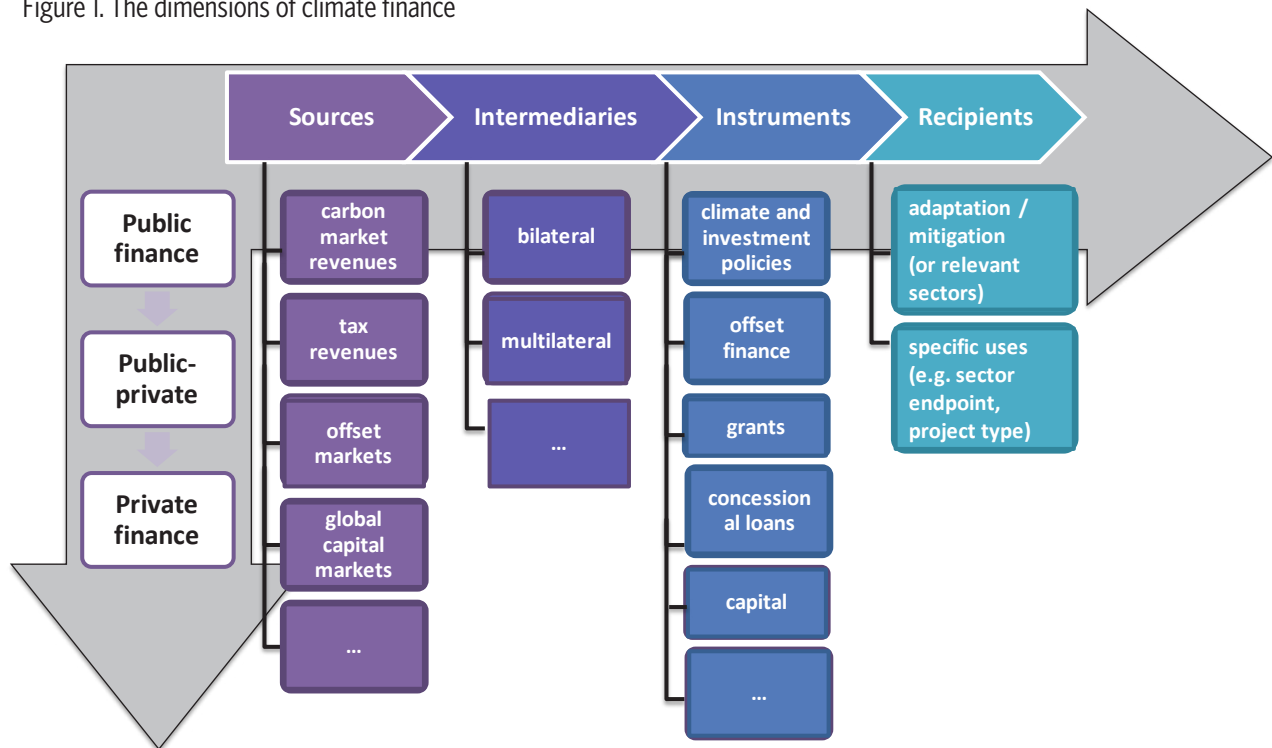 Figure 1. The dimensions of climate finance
Sources
Intermediaries
Instruments
Recipients
Public
finance
Public-
private
Private
finance
carbon
market
revenues
tax
revenues
offset
markets
global
capital
markets
...
bilateral
multilateral
...
climate and
investment
policies
offset
finance
grants
concession
al loans
capital
...
adaptation /
mitigation
(or relevant
sectors)
specific uses
(e.g. sector
endpoint,
project type)